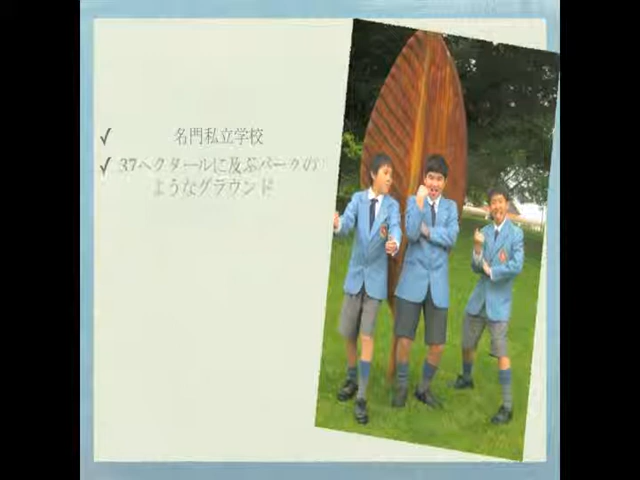 ✓ 名門私立学校
✓ 37ヘクタールに及ぶパークの
ようなグラウンド